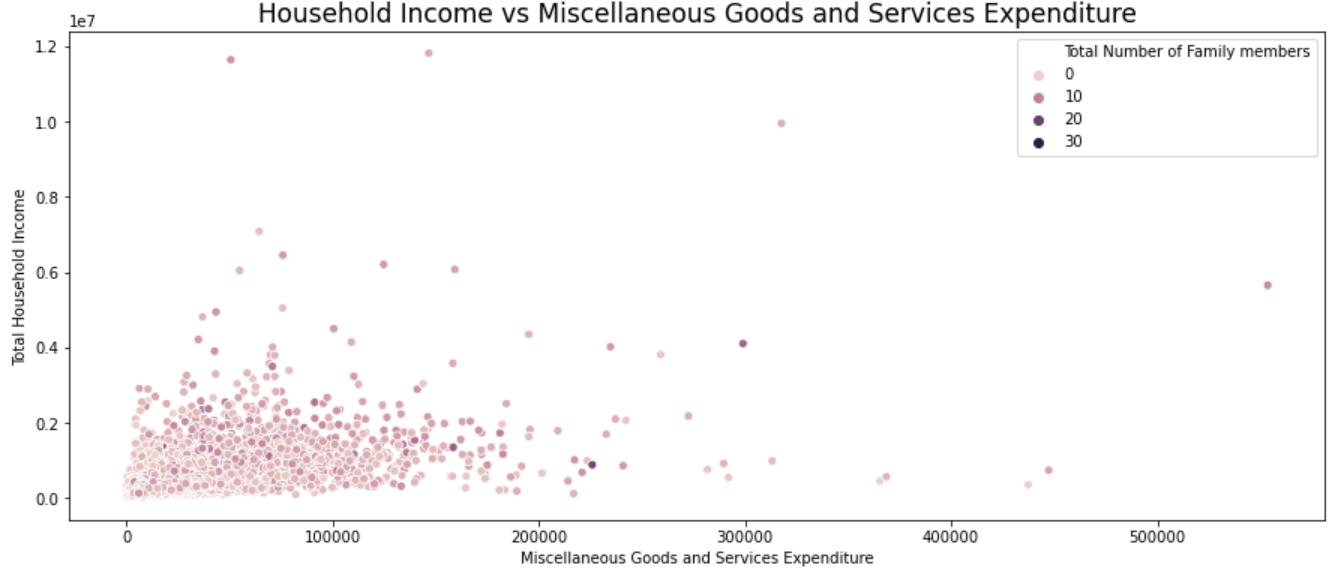 Household Income vs Miscellaneous Goods and Services Expenditure
1e7
Total Number of Family members
0
10
20
30
1.2
1.0
0.8
0.6
0.4
0.2
0.0
Total Household Income
0 100000 200000 300000 400000 500000
Miscellaneous Goods and Services Expenditure